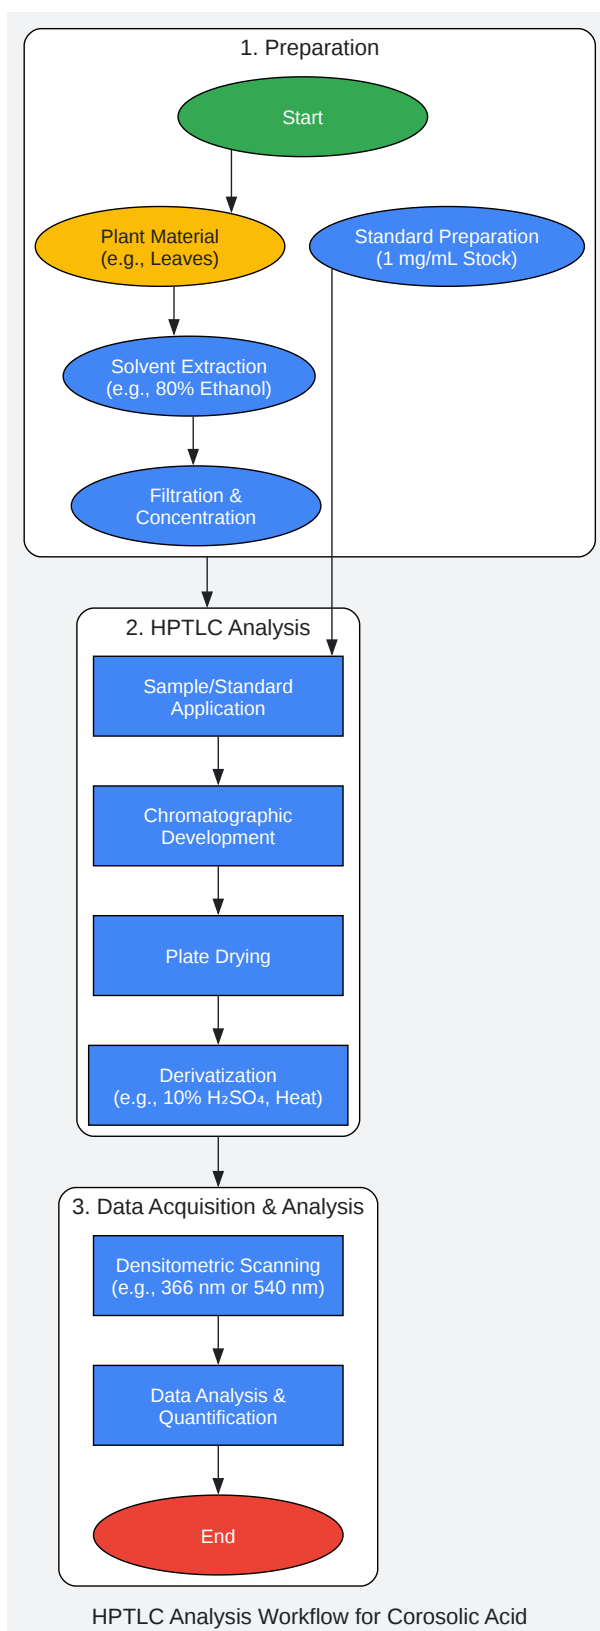 1. Preparation
Start
Plant Material
(e.g., Leaves)
Standard Preparation
(1 mg/mL Stock)
Solvent Extraction
(e.g., 80% Ethanol)
Filtration &
Concentration
2. HPTLC Analysis
Sample/Standard
Application
Chromatographic
Development
Plate Drying
Derivatization
(e.g., 10% H₂SO₄, Heat)
3. Data Acquisition & Analysis
Densitometric Scanning
(e.g., 366 nm or 540 nm)
Data Analysis &
Quantification
End
HPTLC Analysis Workflow for Corosolic Acid